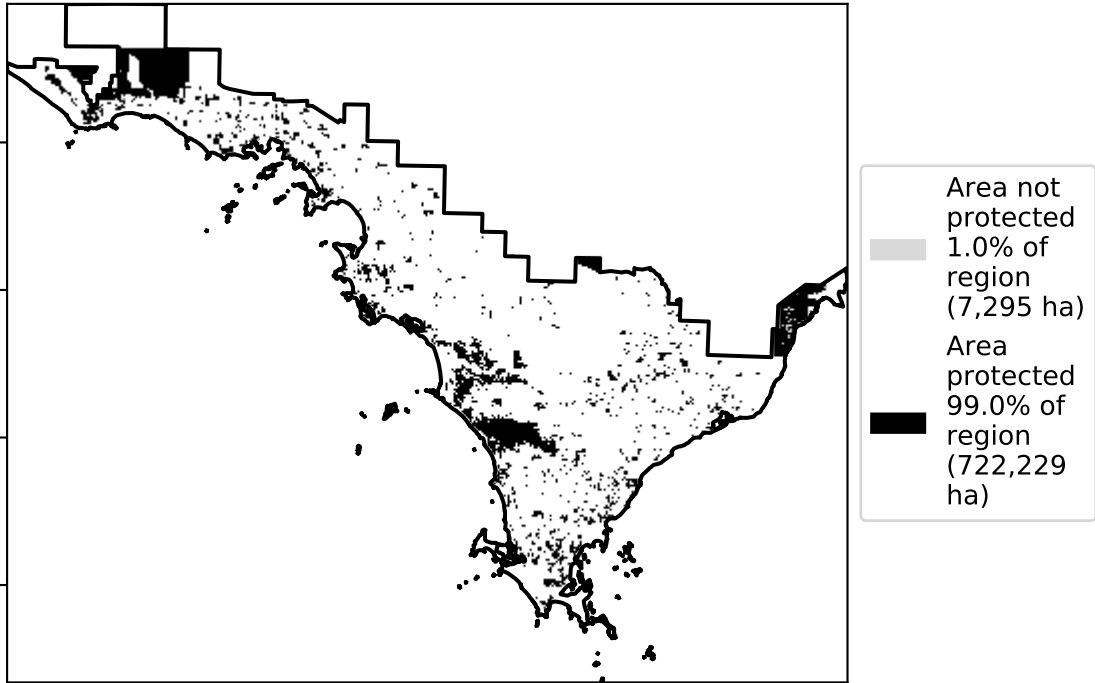 Area not
protected
1.0% of
region
(7,295 ha)
Area
protected
99.0% of
region
(722,229
ha)